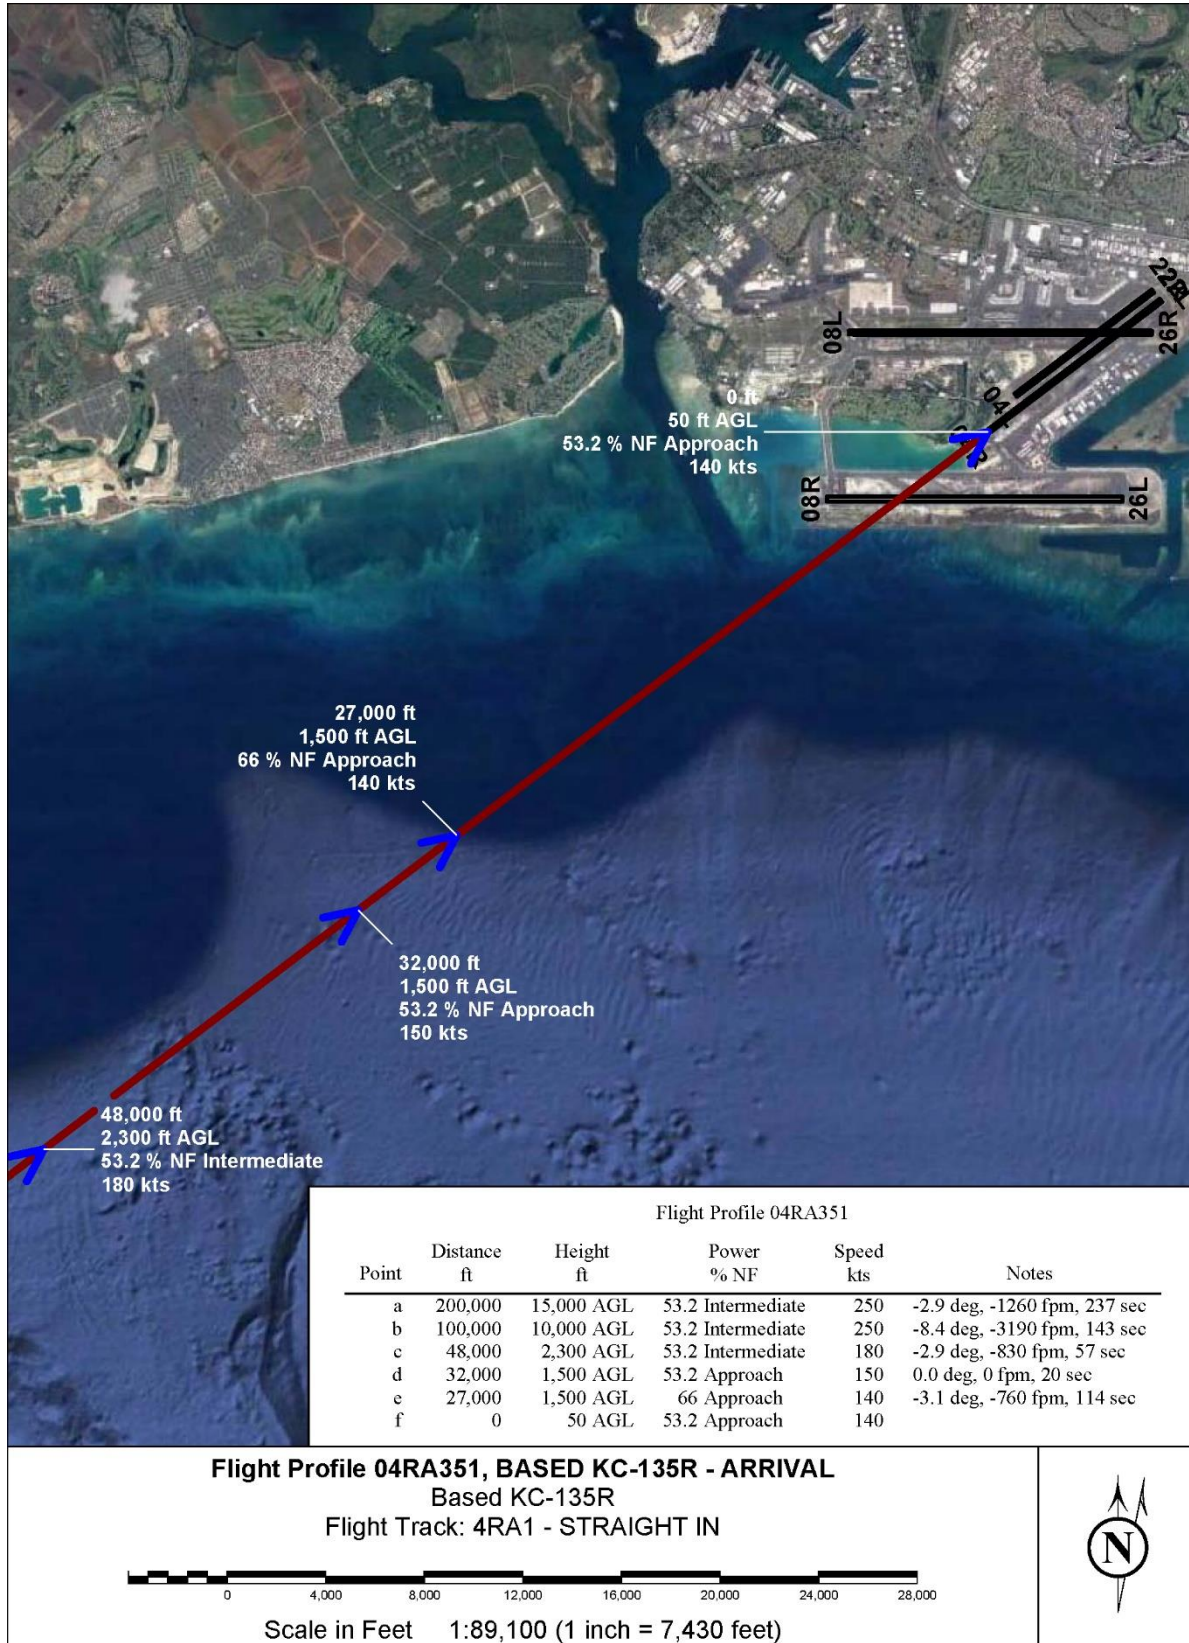 08L
26R
04L
08R
26L
0 ft
50 ft AGL
53.2 % NF Approach
140 kts
27,000 ft
1,500 ft AGL
66 % NF Approach
140 kts
32,000 ft
1,500 ft AGL
53.2 % NF Approach
150 kts
48,000 ft
2,300 ft AGL
53.2 % NF Intermediate
180 kts
Flight Profile 04RA351
Point Distance ft Height ft Power % NF Speed kts Notes
a 200,000 15,000 AGL 53.2 Intermediate 250 -2.9 deg, -1260 fpm, 237 sec
b 100,000 10,000 AGL 53.2 Intermediate 250 -8.4 deg, -3190 fpm, 143 sec
c 48,000 2,300 AGL 53.2 Intermediate 180 -2.9 deg, -830 fpm, 57 sec
d 32,000 1,500 AGL 53.2 Approach 150 0.0 deg, 0 fpm, 20 sec
e 27,000 1,500 AGL 66 Approach 140 -3.1 deg, -760 fpm, 114 sec
f 0 50 AGL 53.2 Approach 140
Flight Profile 04RA351, BASED KC-135R - ARRIVAL
Based KC-135R
Flight Track: 4RA1 - STRAIGHT IN
0 4,000 8,000 12,000 16,000 20,000 24,000 28,000
Scale in Feet 1:89,100 (1 inch = 7,430 feet)
N